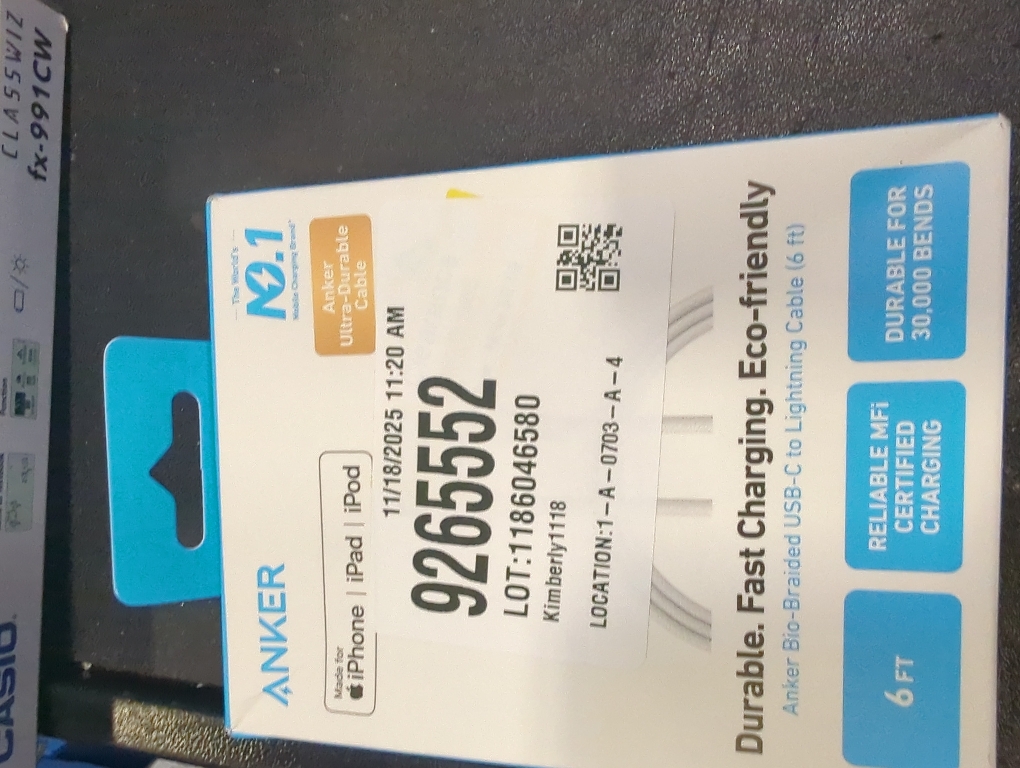 CASIO
CLASSWIZ
fx-991CW
ANKER
The World's
NO.1
Mobile Charging Brand
Made for
iPhone | iPad | iPod
Anker
Ultra-Durable
Cable
11/18/2025 11:20 AM
9265552
LOT:1186046580
Kimberly1118
LOCATION:1-A-0703-A-4
Durable. Fast Charging. Eco-friendly
Anker Bio-Braided USB-C to Lightning Cable (6 ft)
6 FT
RELIABLE MFi
CERTIFIED
CHARGING
DURABLE FOR
30,000 BENDS